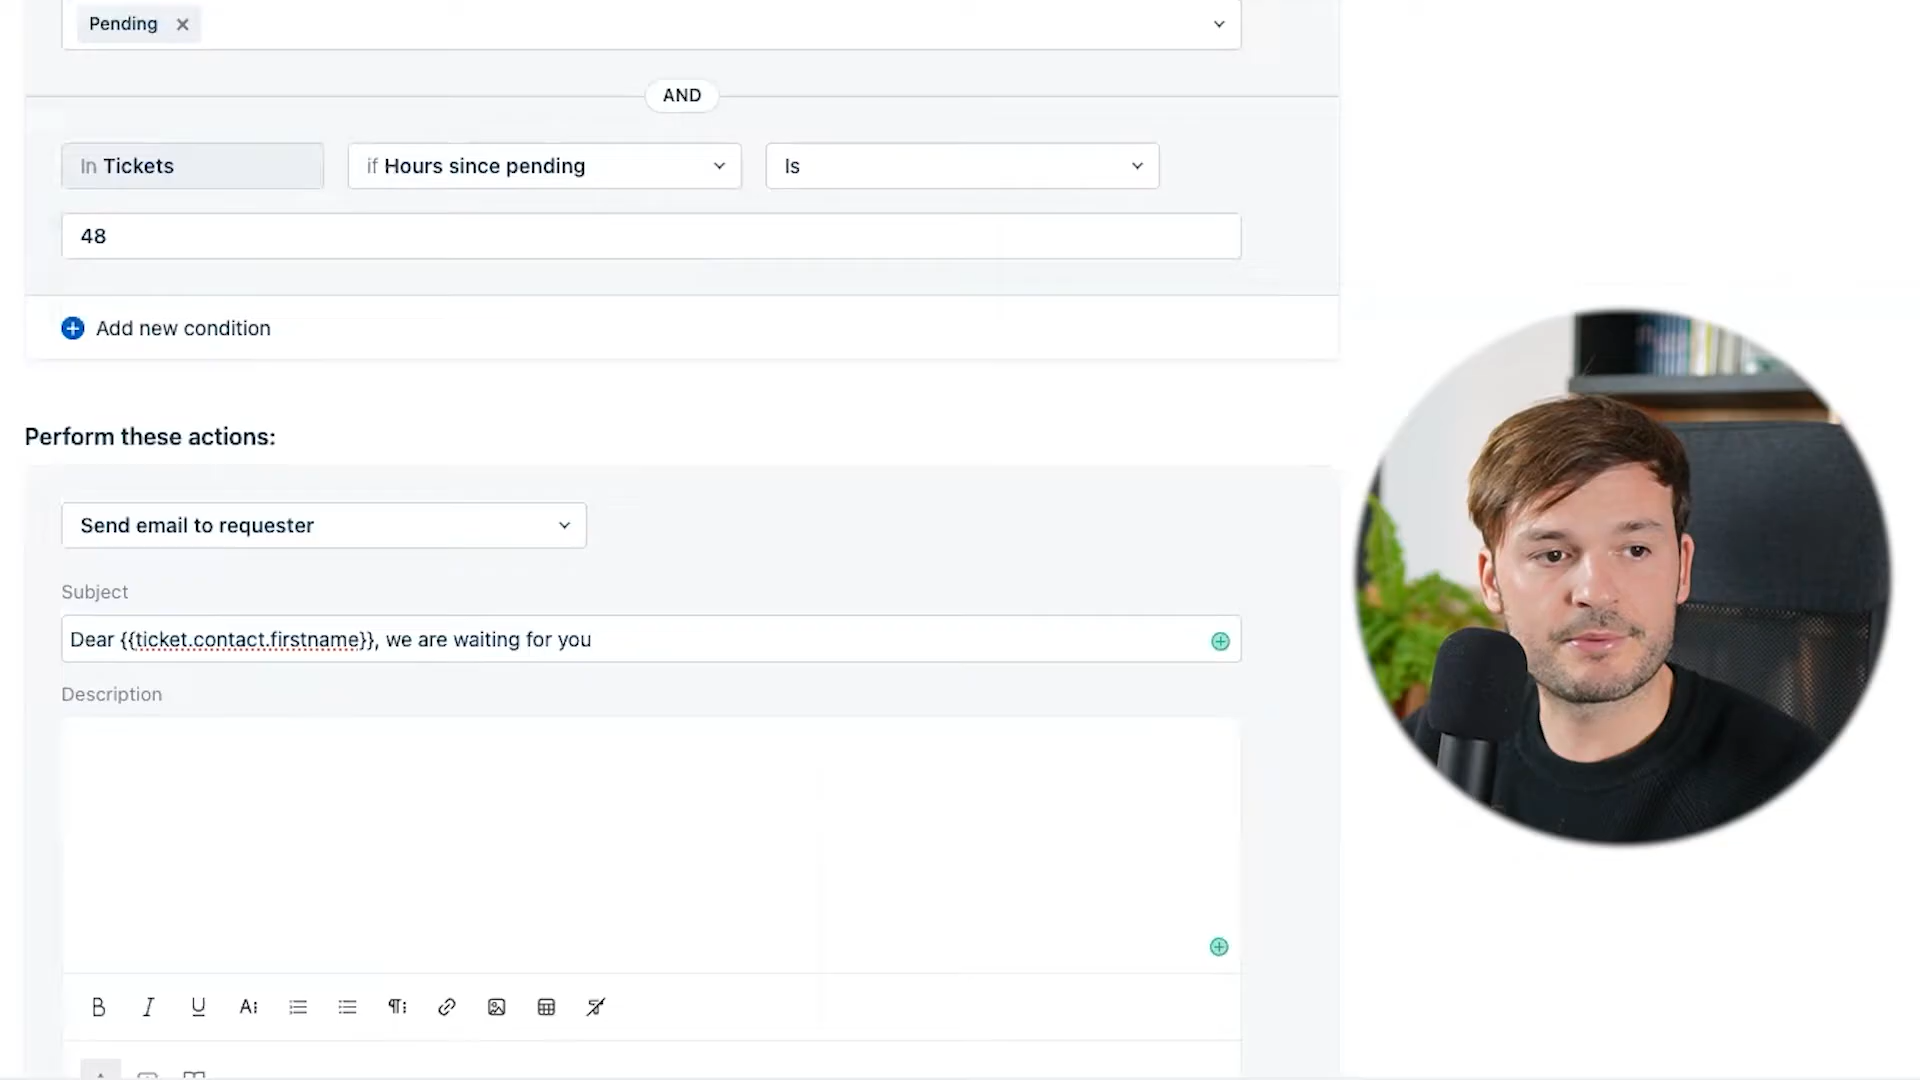 Pending
AND
In Tickets
if Hours since pending
Is
48
Add new condition
Perform these actions:
Send email to requester
Subject
Dear {{ticket.contact.firstname}}, we are waiting for you
Description
B I U A